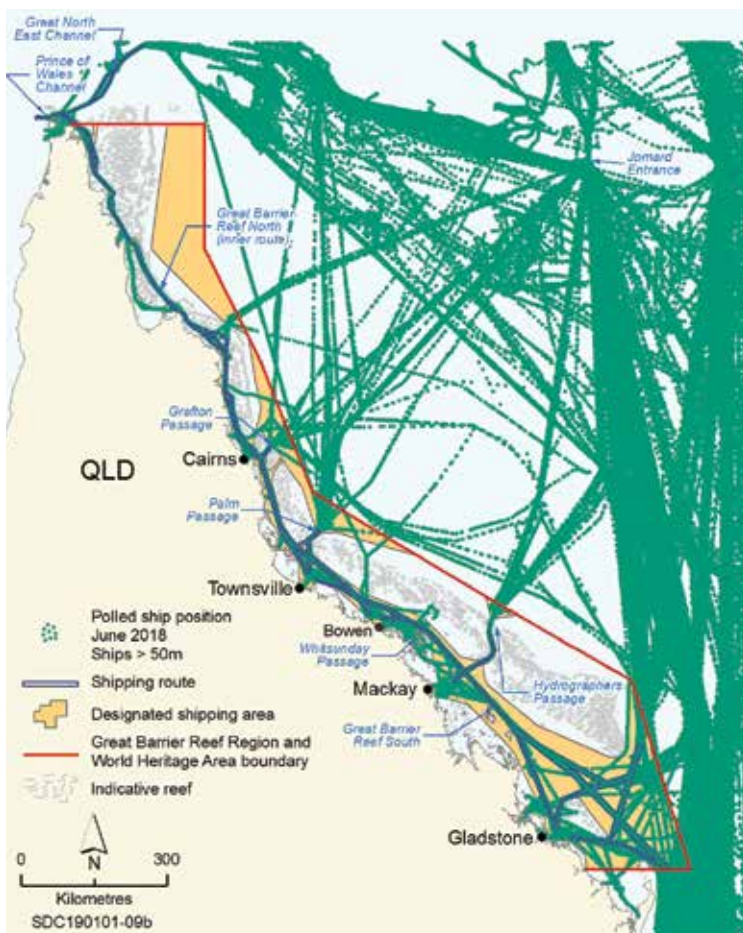 Great North
East Channel
Prince of
Wales
Channel
Jomard
Entrance
Great Barrier
Reef North
(inner route)
Grafton
Passage
Cairns
QLD
Palm
Passage
Townsville
Bowen
Whitsunday
Passage
Mackay
Hydrographers
Passage
Great Barrier
Reef South
Gladstone
Polled ship position
June 2018
Ships > 50m
Shipping route
Designated shipping area
Great Barrier Reef Region and
World Heritage Area boundary
Indicative reef
N
0 300
Kilometres
SDC190101-09b